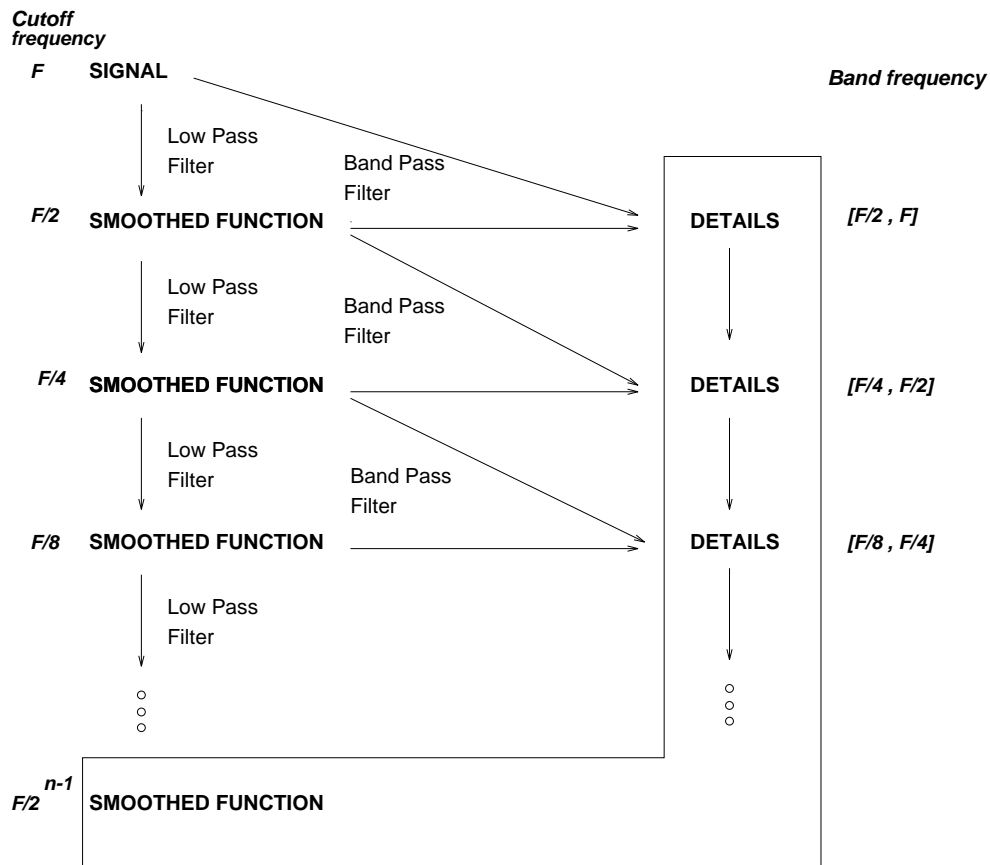 Cutoff
frequency
F SIGNAL
Band frequency
Low Pass
Filter
Band Pass
Filter
F/2 SMOOTHED FUNCTION DETAILS [F/2 , F]
Low Pass
Filter
Band Pass
Filter
F/4 SMOOTHED FUNCTION DETAILS [F/4 , F/2]
Low Pass
Filter
Band Pass
Filter
F/8 SMOOTHED FUNCTION DETAILS [F/8 , F/4]
Low Pass
Filter
n-1
F/2 SMOOTHED FUNCTION